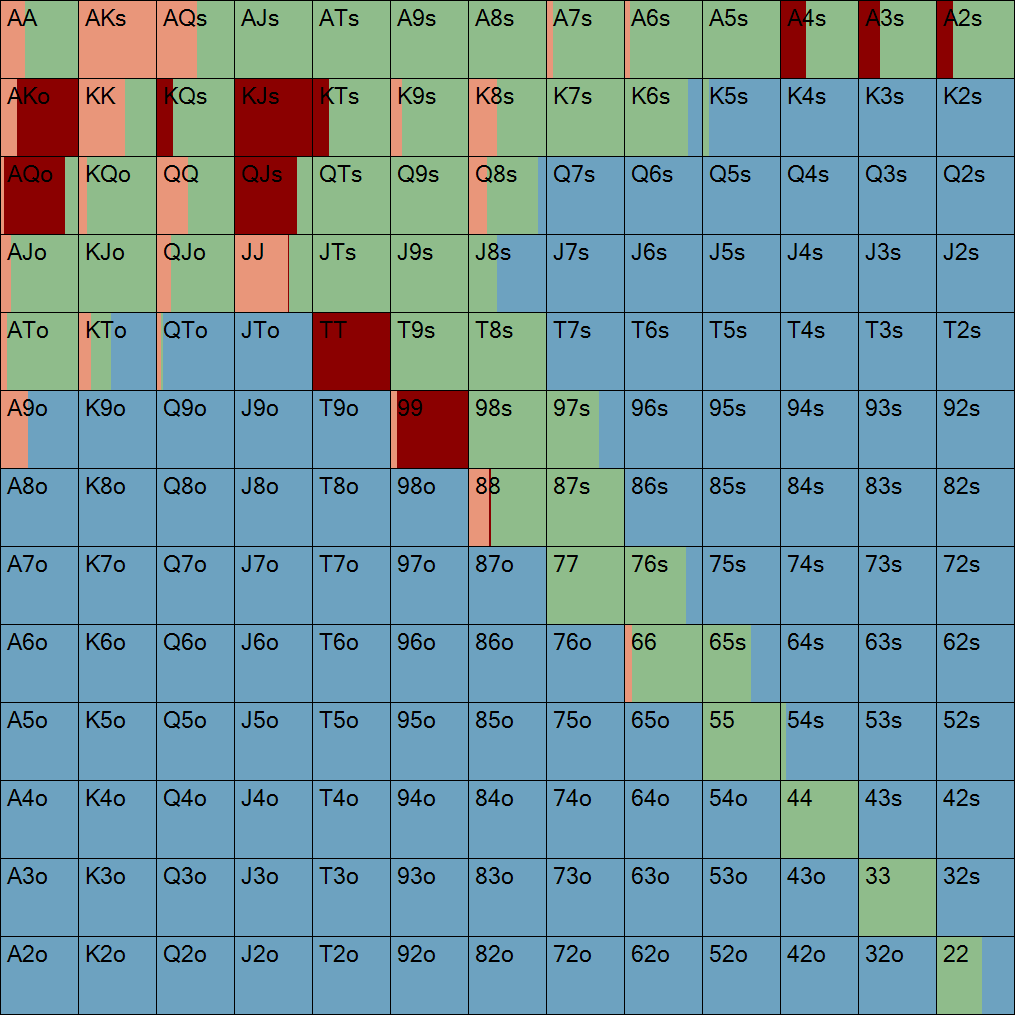 AA AKs AQs AJs ATs A9s A8s A7s A6s A5s A4s A3s A2s
AKo KK KQs KJs KTs K9s K8s K7s K6s K5s K4s K3s K2s
AQo KQo QQ QJs QTs Q9s Q8s Q7s Q6s Q5s Q4s Q3s Q2s
AJo KJo QJo JJ JTs J9s J8s J7s J6s J5s J4s J3s J2s
ATo KTo QTo JTo TT T9s T8s T7s T6s T5s T4s T3s T2s
A9o K9o Q9o J9o T9o 99 98s 97s 96s 95s 94s 93s 92s
A8o K8o Q8o J8o T8o 98o 88 87s 86s 85s 84s 83s 82s
A7o K7o Q7o J7o T7o 97o 87o 77 76s 75s 74s 73s 72s
A6o K6o Q6o J6o T6o 96o 86o 76o 66 65s 64s 63s 62s
A5o K5o Q5o J5o T5o 95o 85o 75o 65o 55 54s 53s 52s
A4o K4o Q4o J4o T4o 94o 84o 74o 64o 54o 44 43s 42s
A3o K3o Q3o J3o T3o 93o 83o 73o 63o 53o 43o 33 32s
A2o K2o Q2o J2o T2o 92o 82o 72o 62o 52o 42o 32o 22